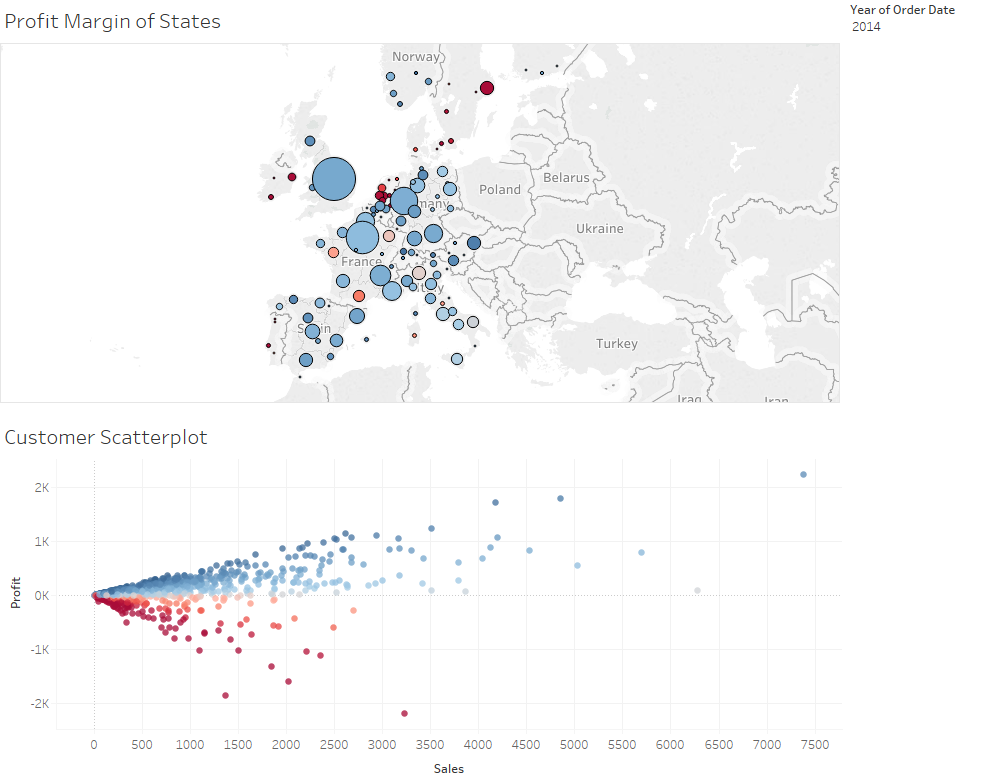 Profit Margin of States
Year of Order Date
2014
Norway
Poland
Belarus
Ukraine
France
Spain
Turkey
Iraq
Iran
Customer Scatterplot
Profit
2K
1K
0K
-1K
-2K
0 500 1000 1500 2000 2500 3000 3500 4000 4500 5000 5500 6000 6500 7000 7500
Sales